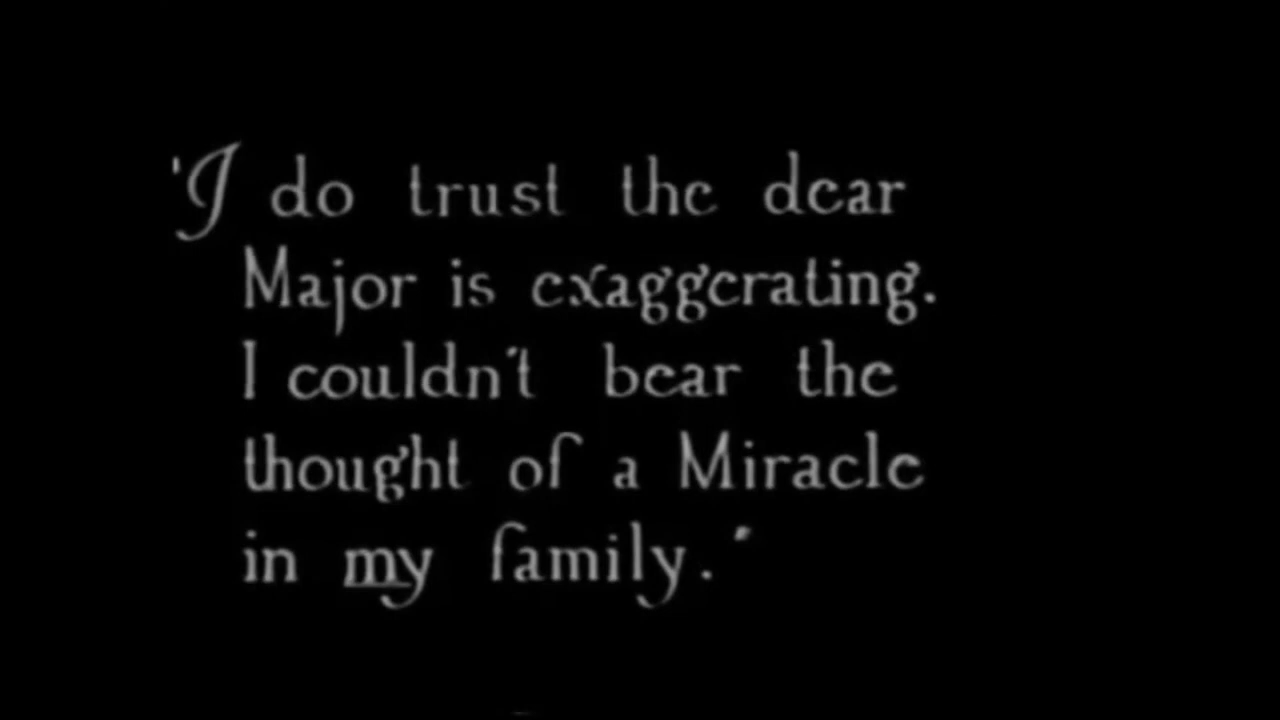 'I do trust the dear
Major is exaggerating.
I couldn't bear the
thought of a Miracle
in my family."